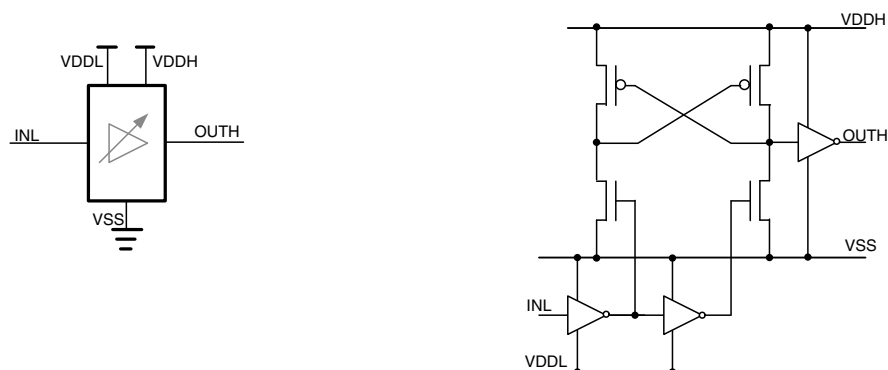 VDDL
VDDH
INL
OUTH
VSS
VDDH
OUTH
VSS
INL
VDDL